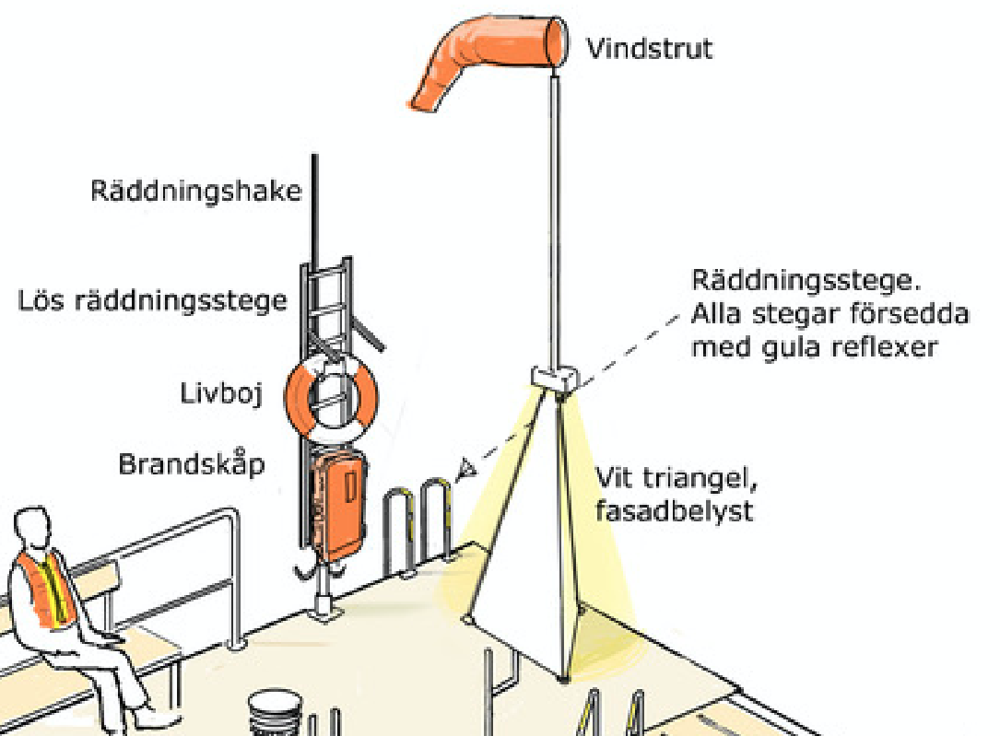 Vindstrut
Räddningshake
Lös räddningsstege
Räddningsstege.
Alla stegar försedda
med gula reflexer
Livboj
Brandskåp
Vit triangel,
fasadbelyst